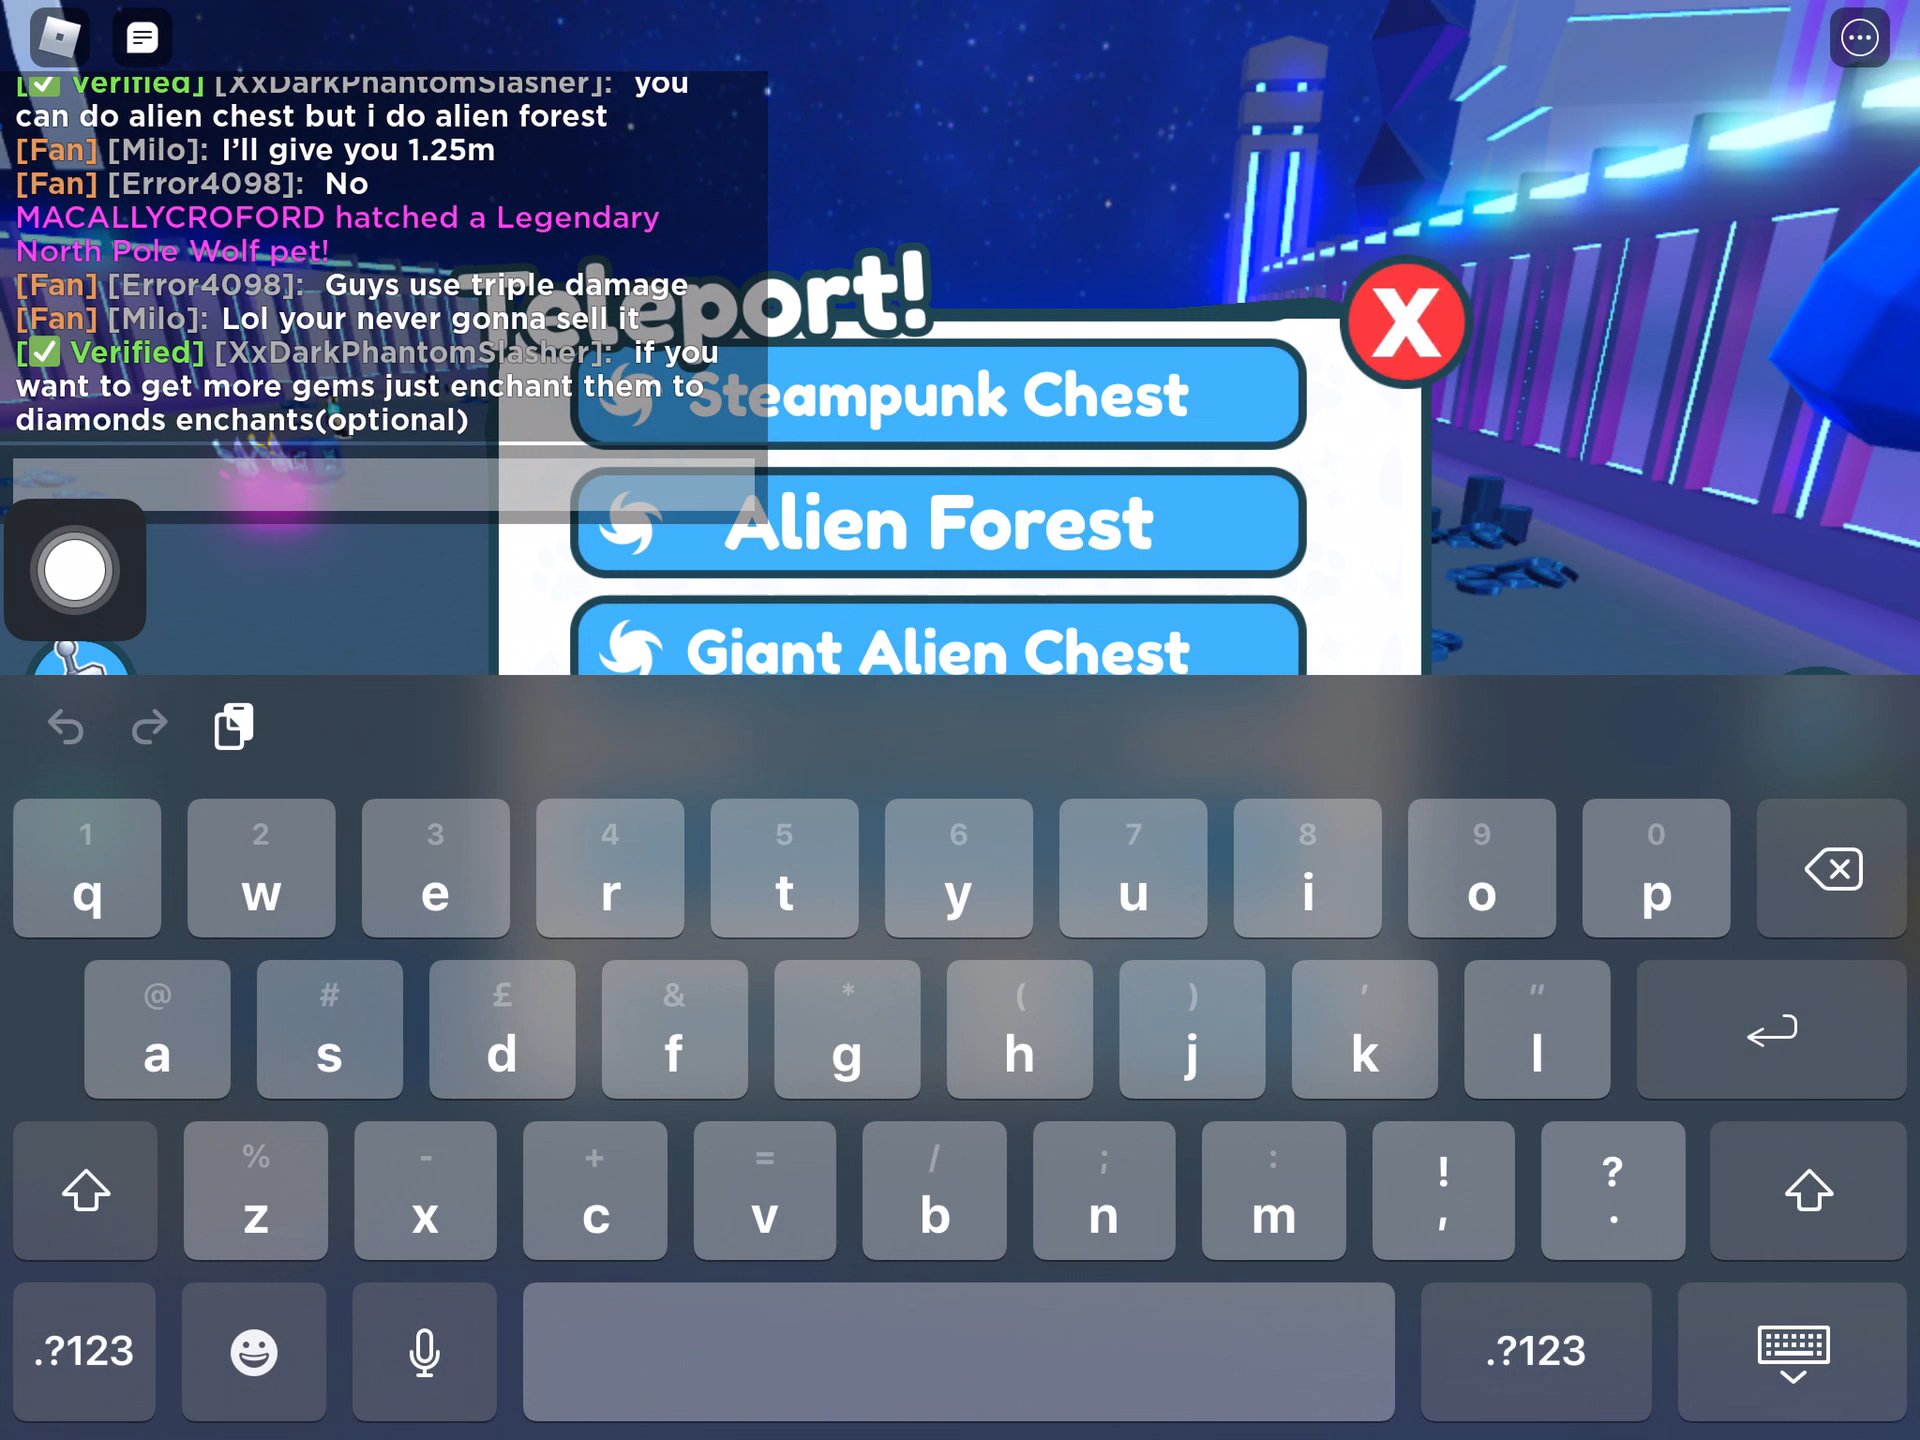 [✅ Verified] [XxDarkPhantomSlasher]: you
can do alien chest but i do alien forest
[Fan] [Milo]: I’ll give you 1.25m
[Fan] [Error4098]: No
MACALLYCROFORD hatched a Legendary
North Pole Wolf pet!
[Fan] [Error4098]: Guys use triple damage
[Fan] [Milo]: Lol your never gonna sell it
[✅ Verified] [XxDarkPhantomSlasher]: if you
want to get more gems just enchant them to
diamonds enchants(optional)
Teleport!
X
Steampunk Chest
Alien Forest
Giant Alien Chest
1 2 3 4 5 6 7 8 9 0
q w e r t y u i o p
@ # £ & * ( ) ' "
a s d f g h j k l
% - + = / ; : ! ?
z x c v b n m , .
.?123 .?123